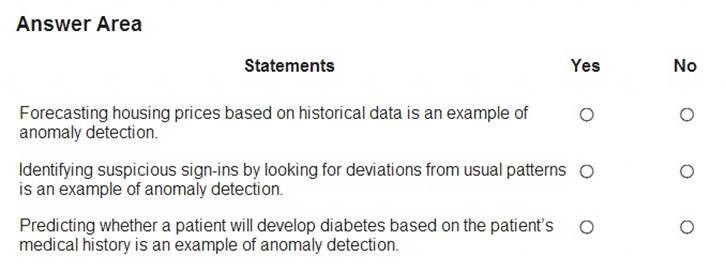 Answer Area
Statements Yes No
Forecasting housing prices based on historical data is an example of
anomaly detection.
Identifying suspicious sign-ins by looking for deviations from usual patterns
is an example of anomaly detection.
Predicting whether a patient will develop diabetes based on the patient's
medical history is an example of anomaly detection.